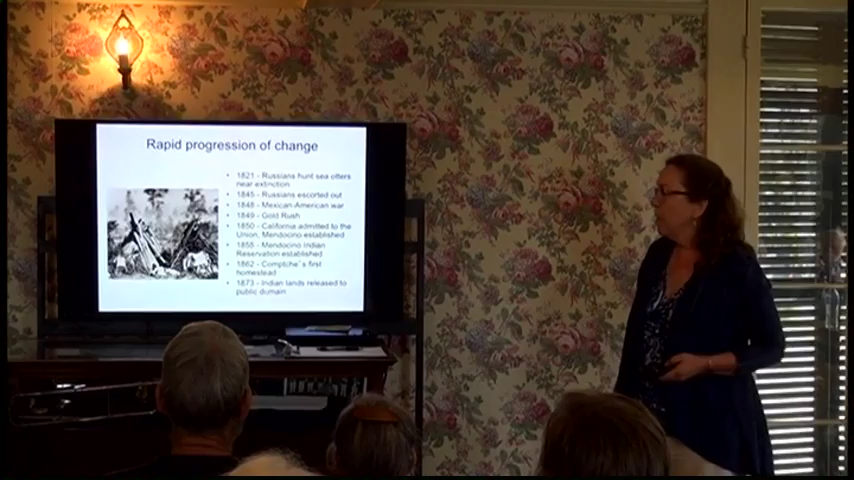 Rapid progression of change
• 1821 - Russians hunt sea otters
near extinction
• 1845 - Russians escorted out
• 1848 - Mexican-American war
• 1849 - Gold Rush
• 1850 - California admitted to the
Union, Mendocino established
• 1858 - Mendocino Indian
Reservation established
• 1862 - Comptche's first
homestead
• 1873 - Indian lands released to
public domain